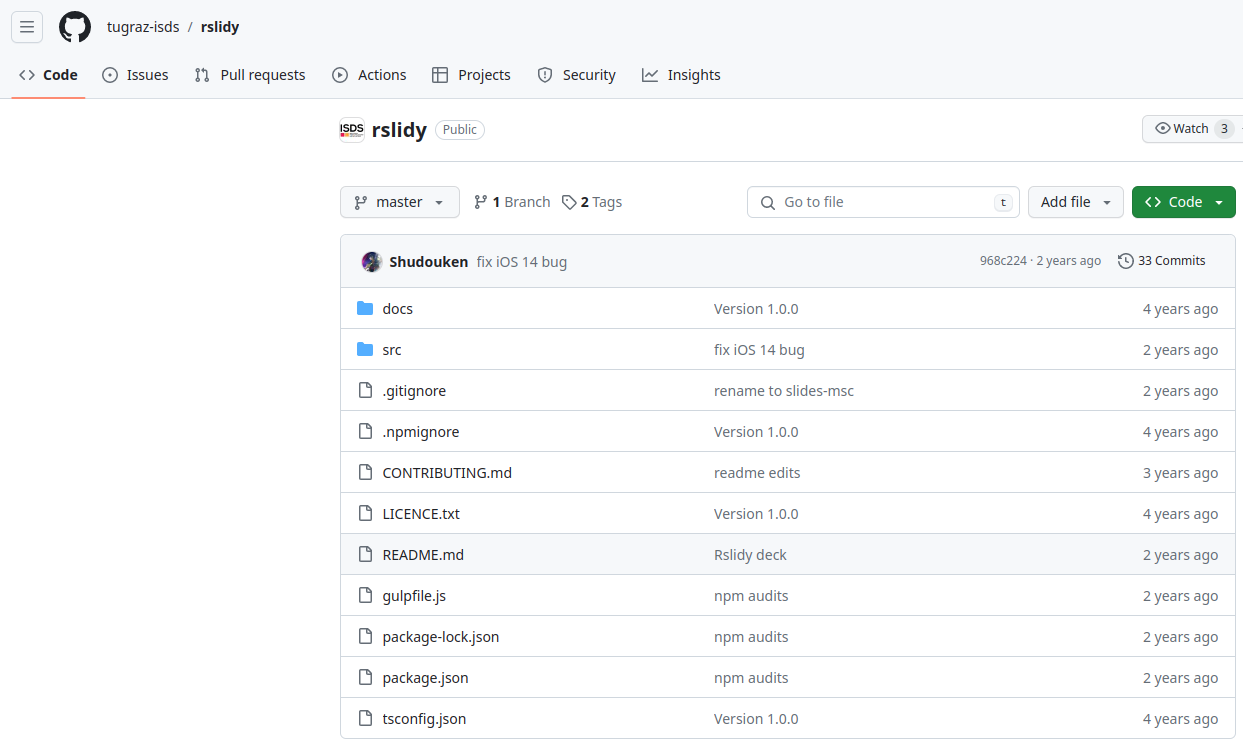 tugraz-isds / rslidy
Code Issues Pull requests Actions Projects Security Insights
ISDS rslidy Public Watch 3
master 1 Branch 2 Tags Go to file t Add file Code
Shudouken fix iOS 14 bug 968c224 · 2 years ago 33 Commits
docs Version 1.0.0 4 years ago
src fix iOS 14 bug 2 years ago
.gitignore rename to slides-msc 2 years ago
.npmignore Version 1.0.0 4 years ago
CONTRIBUTING.md readme edits 3 years ago
LICENCE.txt Version 1.0.0 4 years ago
README.md Rslidy deck 2 years ago
gulpfile.js npm audits 2 years ago
package-lock.json npm audits 2 years ago
package.json npm audits 2 years ago
tsconfig.json Version 1.0.0 4 years ago